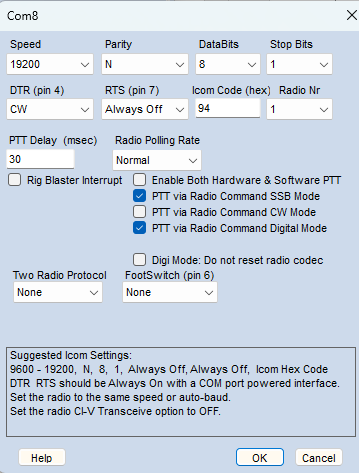 Com8
Speed Parity DataBits Stop Bits
19200 N 8 1
DTR (pin 4) RTS (pin 7) Icom Code (hex) Radio Nr
CW Always Off 94 1
PTT Delay (msec) Radio Polling Rate
30 Normal
Rig Blaster Interrupt Enable Both Hardware & Software PTT
PTT via Radio Command SSB Mode
PTT via Radio Command CW Mode
PTT via Radio Command Digital Mode
Digi Mode: Do not reset radio codec
Two Radio Protocol FootSwitch (pin 6)
None None
Suggested Icom Settings:
9600 - 19200, N, 8, 1, Always Off, Always Off, Icom Hex Code
DTR RTS should be Always On with a COM port powered interface.
Set the radio to the same speed or auto-baud.
Set the radio CI-V Transceive option to OFF.
Help OK Cancel